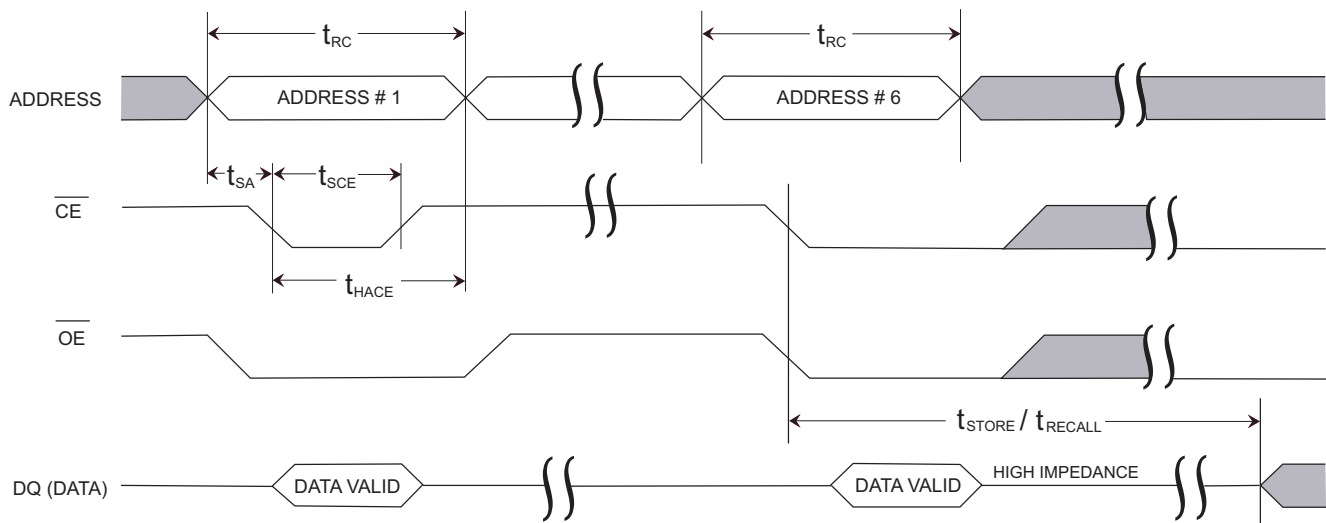 tRC
tRC
ADDRESS
ADDRESS # 1
ADDRESS # 6
tSA
tSCE
CE
tHACE
OE
tSTORE / tRECALL
DQ (DATA)
DATA VALID
DATA VALID
HIGH IMPEDANCE